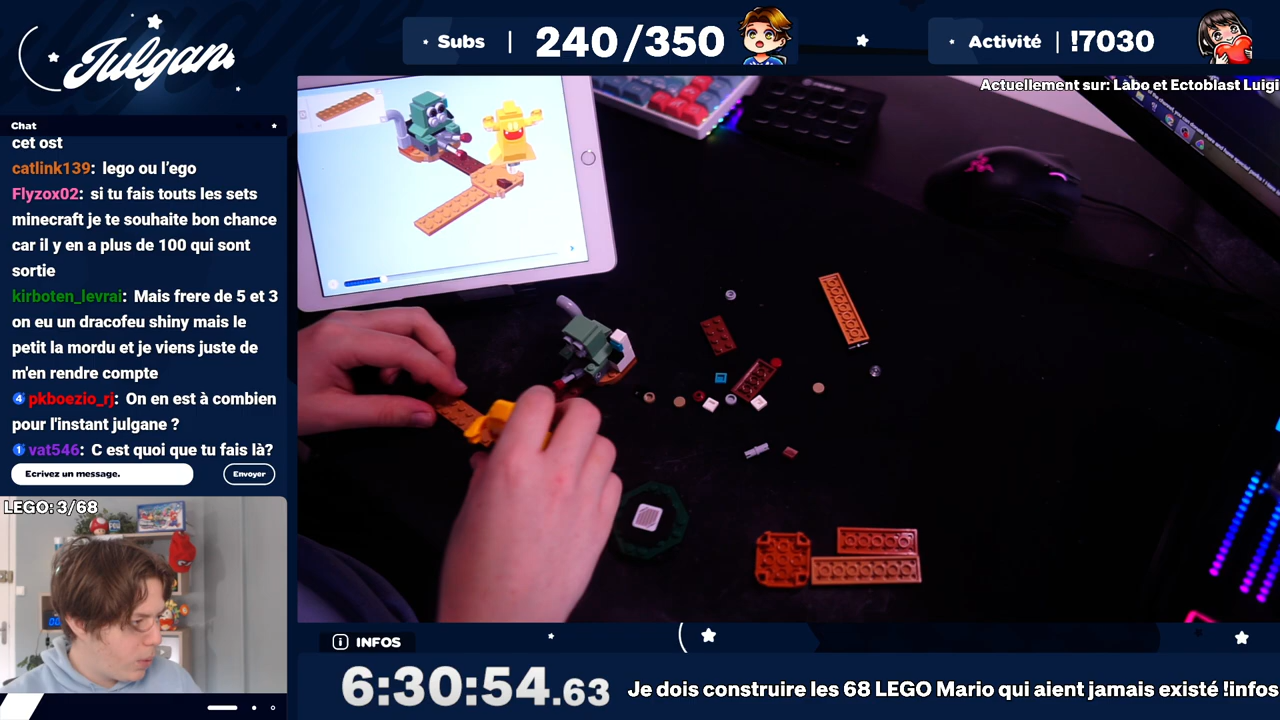 Julgane
Subs | 240/350
Activité | !7030
Actuellement sur: Labo et Ectoblast Luigi
Chat
cet ost
catlink139: lego ou l'ego
Flyzox02: si tu fais touts les sets
minecraft je te souhaite bon chance
car il y en a plus de 100 qui sont
sortie
kirboten_levrai: Mais frere de 5 et 3
on eu un dracofeu shiny mais le
petit la mordu et je viens juste de
m'en rendre compte
4 pkboezio_rj: On en est à combien
pour l'instant julgane ?
1 vat546: C est quoi que tu fais là?
Ecrivez un message.
Envoyer
LEGO: 3/68
i INFOS
6:30:54.63
Je dois construire les 68 LEGO Mario qui aient jamais existé !infos